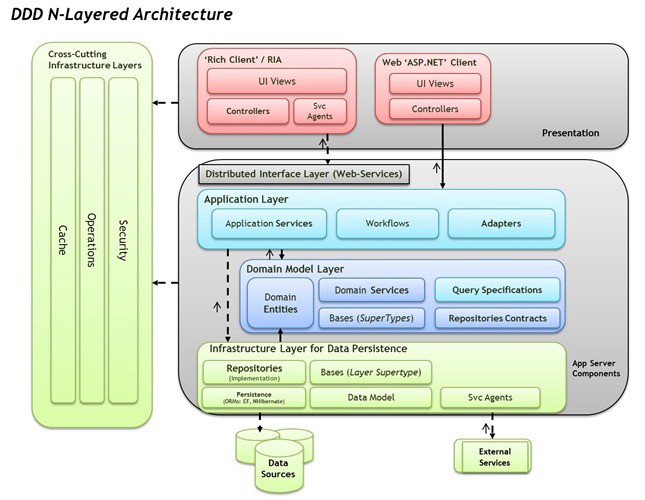 DDD N-Layered Architecture
Cross-Cutting
Infrastructure Layers
Cache
Operations
Security
'Rich Client' / RIA
UI Views
Controllers
Svc
Agents
Web 'ASP.NET' Client
UI Views
Controllers
Presentation
Distributed Interface Layer (Web-Services)
Application Layer
Application Services
Workflows
Adapters
Domain Model Layer
Domain
Entities
Domain Services
Query Specifications
Bases (SuperTypes)
Repositories Contracts
Infrastructure Layer for Data Persistence
Repositories
(Implementation)
Bases (Layer Supertype)
Persistence
(ORMs: EF, NHibernate)
Data Model
Svc Agents
App Server
Components
Data
Sources
External
Services